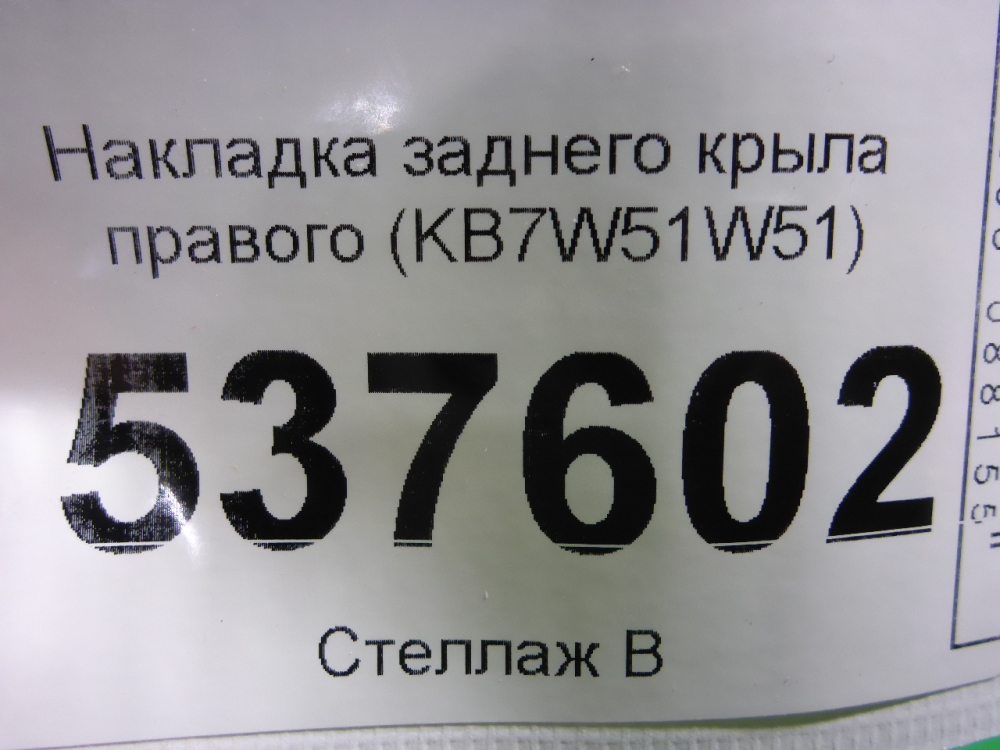 Накладка заднего крыла
правого (KB7W51W51)
537602
Стеллаж В